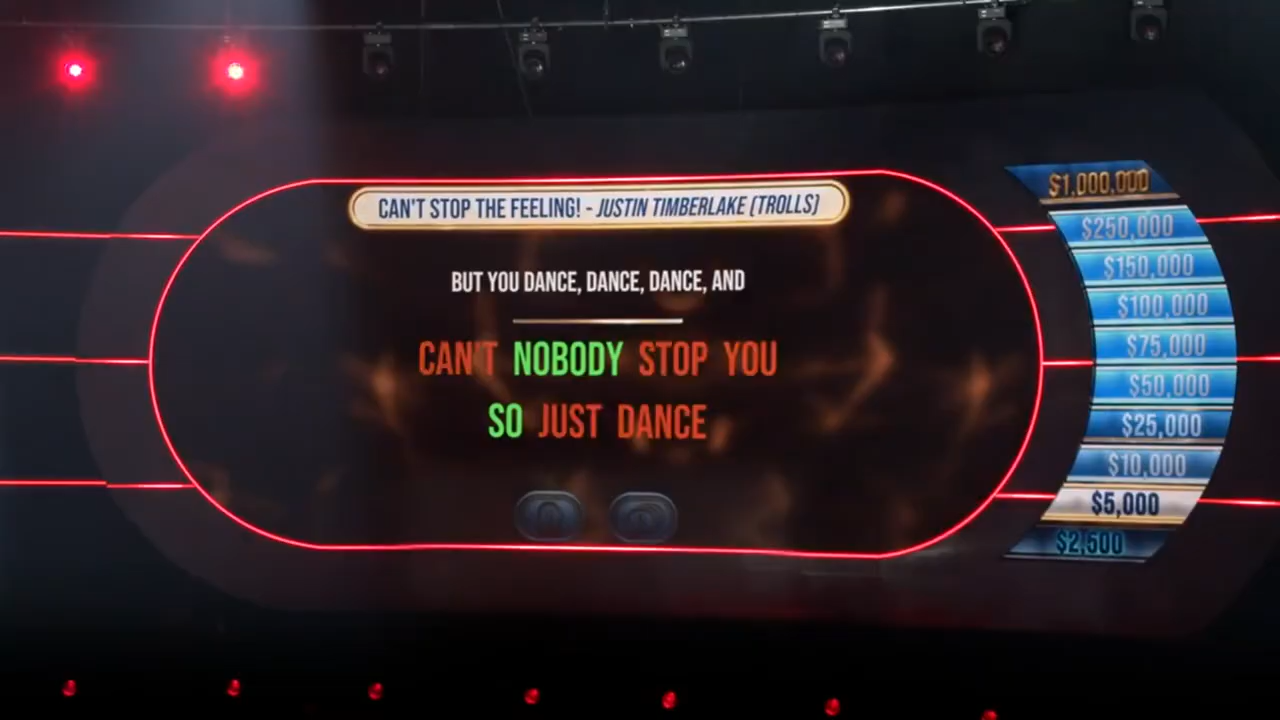 CAN'T STOP THE FEELING! - JUSTIN TIMBERLAKE (TROLLS)
BUT YOU DANCE, DANCE, DANCE, AND
CAN'T NOBODY STOP YOU
SO JUST DANCE
$1,000,000
$250,000
$150,000
$100,000
$75,000
$50,000
$25,000
$10,000
$5,000
$2,500